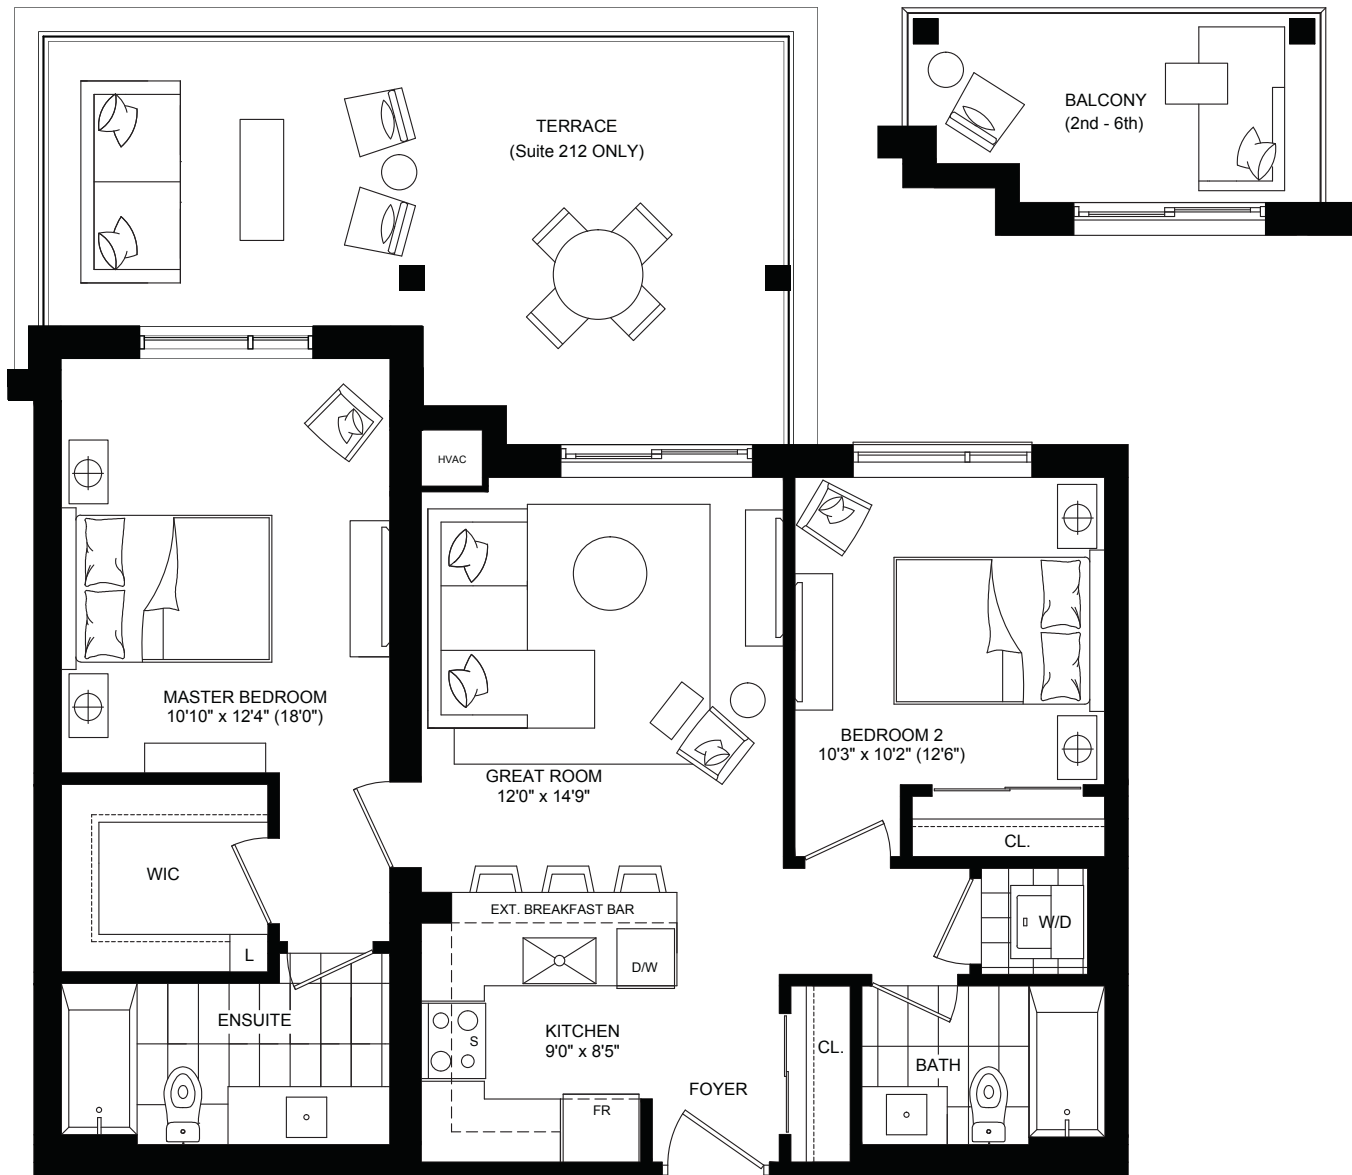 TERRACE
(Suite 212 ONLY)
BALCONY
(2nd - 6th)
HVAC
MASTER BEDROOM
10'10" x 12'4" (18'0")
GREAT ROOM
12'0" x 14'9"
BEDROOM 2
10'3" x 10'2" (12'6")
CL.
WIC
L
EXT. BREAKFAST BAR
D/W
W/D
ENSUITE
S
KITCHEN
9'0" x 8'5"
CL.
BATH
FOYER
FR